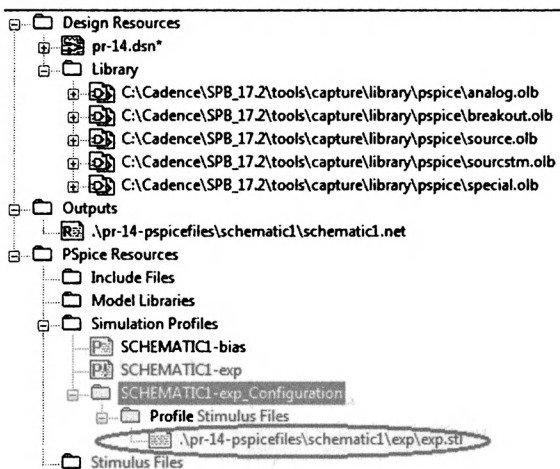 Design Resources
pr-14.dsn*
Library
C:\Cadence\SPB_17.2\tools\capture\library\pspice\analog.olb
C:\Cadence\SPB_17.2\tools\capture\library\pspice\breakout.olb
C:\Cadence\SPB_17.2\tools\capture\library\pspice\source.olb
C:\Cadence\SPB_17.2\tools\capture\library\pspice\sourcstm.olb
C:\Cadence\SPB_17.2\tools\capture\library\pspice\special.olb
Outputs
.\pr-14-pspicefiles\schematic1\schematic1.net
PSpice Resources
Include Files
Model Libraries
Simulation Profiles
SCHEMATIC1-bias
SCHEMATIC1-exp
SCHEMATIC1-exp_Configuration
Profile Stimulus Files
.\pr-14-pspicefiles\schematic1\exp\exp.stl
Stimulus Files